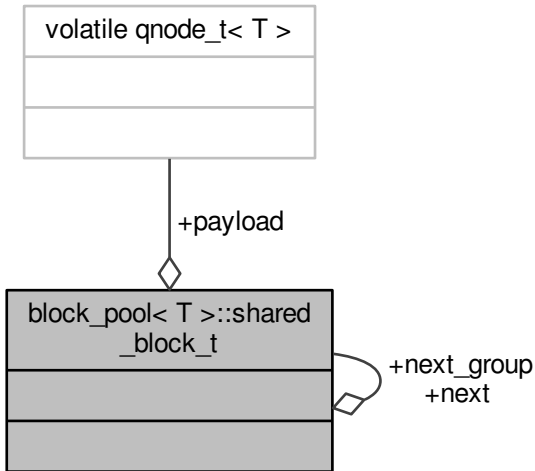 volatile qnode_t< T >
+payload
block_pool< T >::shared
_block_t
+next_group
+next